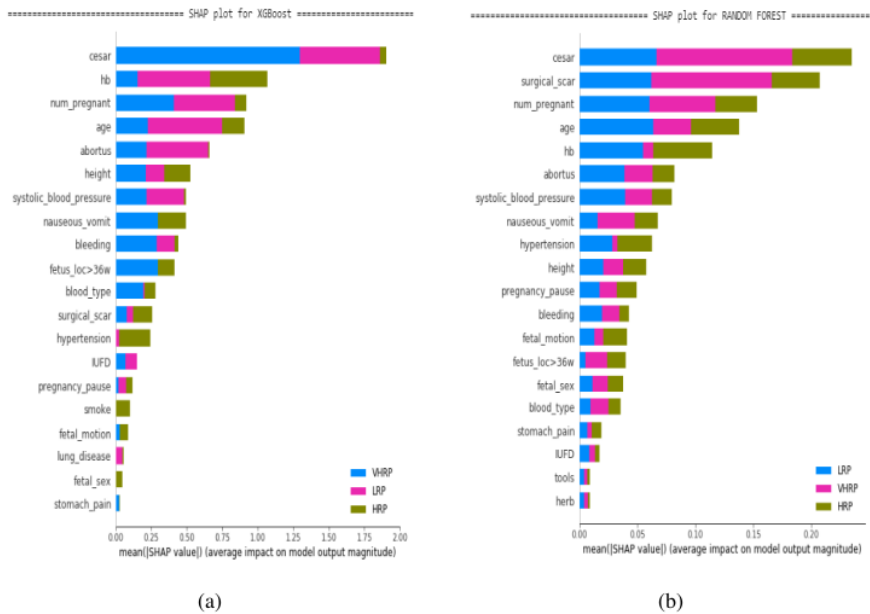 SHAP plot for XGBoost
cesar
hb
num_pregnant
age
abortus
height
systolic_blood_pressure
nauseous_vomit
bleeding
fetus_loc>36w
blood_type
surgical_scar
hypertension
IUFD
pregnancy_pause
smoke
fetal_motion
lung_disease
fetal_sex
stomach_pain
VHRP
LRP
HRP
0.00 0.25 0.50 0.75 1.00 1.25 1.50 1.75 2.00
mean(|SHAP value|) (average impact on model output magnitude)
(a)
SHAP plot for RANDOM FOREST
cesar
surgical_scar
num_pregnant
age
hb
abortus
systolic_blood_pressure
nauseous_vomit
hypertension
height
pregnancy_pause
bleeding
fetal_motion
fetus_loc>36w
fetal_sex
blood_type
stomach_pain
IUFD
tools
herb
LRP
VHRP
HRP
0.00 0.05 0.10 0.15 0.20
mean(|SHAP value|) (average impact on model output magnitude)
(b)